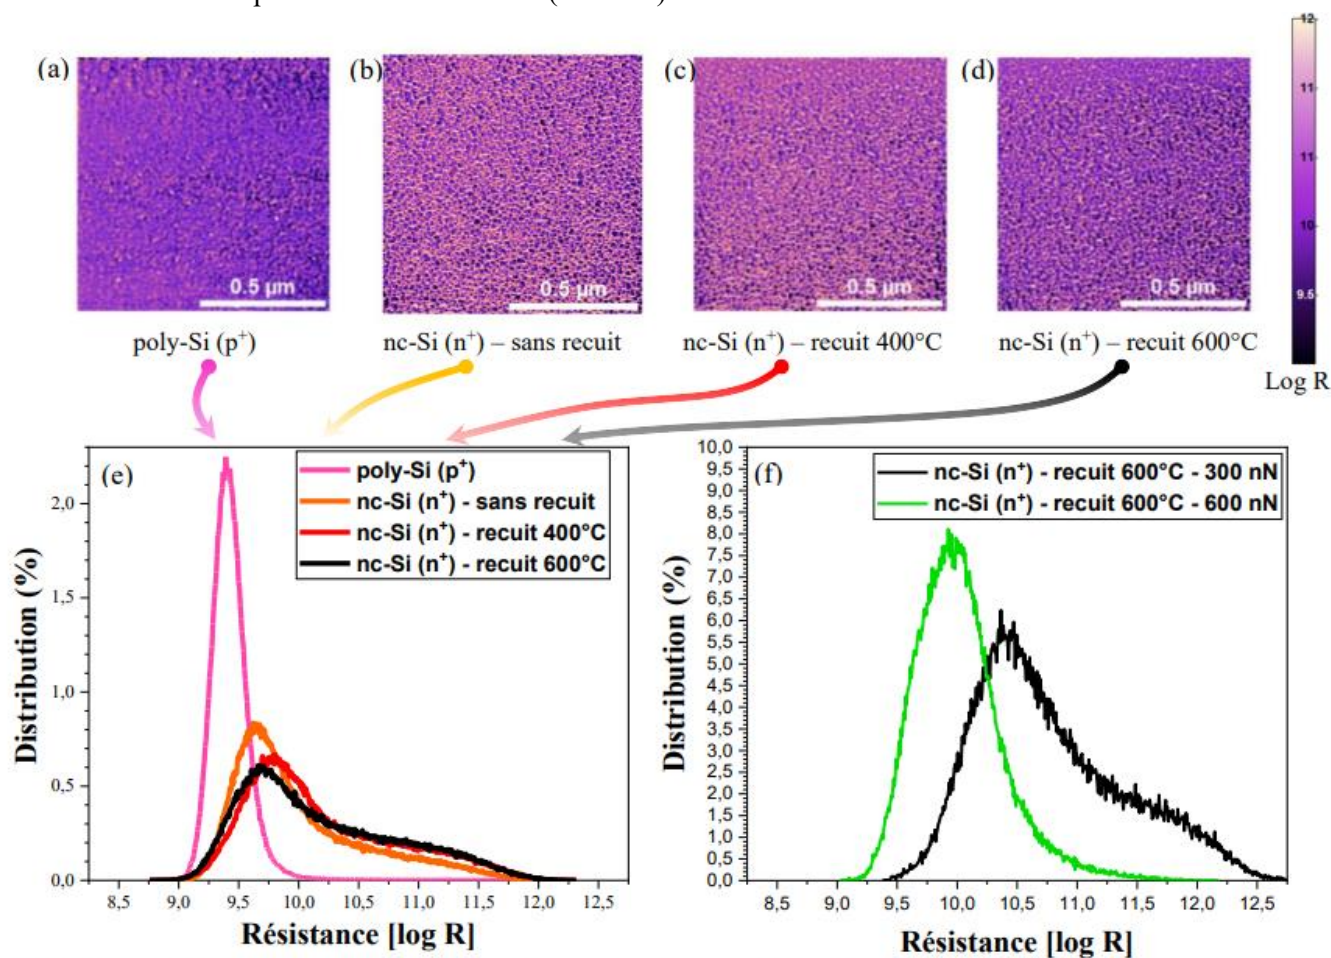 (a)
(b)
(c)
(d)
12
11
11
10
9.5
Log R
0.5 µm
0.5 µm
0.5 µm
0.5 µm
poly-Si (p⁺)
nc-Si (n⁺) – sans recuit
nc-Si (n⁺) – recuit 400°C
nc-Si (n⁺) – recuit 600°C
(e)
poly-Si (p⁺)
nc-Si (n⁺) - sans recuit
nc-Si (n⁺) - recuit 400°C
nc-Si (n⁺) - recuit 600°C
Distribution (%)
2,0
1,5
1,0
0,5
0,0
8,5 9,0 9,5 10,0 10,5 11,0 11,5 12,0 12,5
Résistance [log R]
(f)
nc-Si (n⁺) - recuit 600°C - 300 nN
nc-Si (n⁺) - recuit 600°C - 600 nN
Distribution (%)
10,0
9,5
9,0
8,5
8,0
7,5
7,0
6,5
6,0
5,5
5,0
4,5
4,0
3,5
3,0
2,5
2,0
1,5
1,0
0,5
0,0
8,5 9,0 9,5 10,0 10,5 11,0 11,5 12,0 12,5
Résistance [log R]